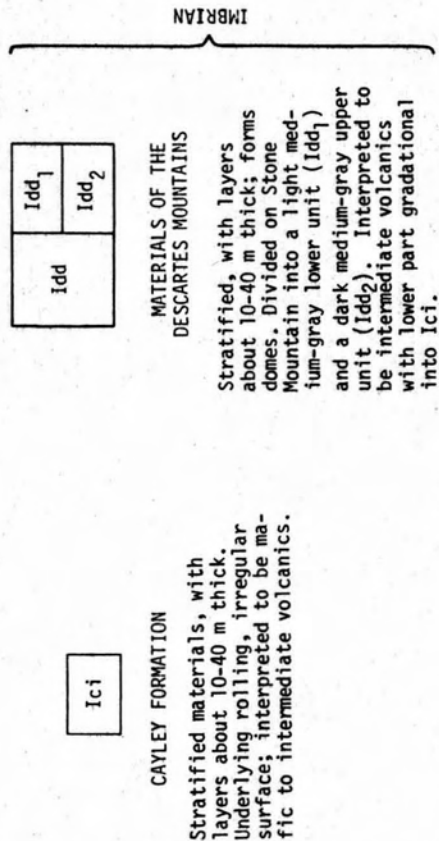 Ici
CAYLEY FORMATION
Stratified materials, with
layers about 10-40 m thick.
Underlying rolling, irregular
surface; interpreted to be ma-
fic to intermediate volcanics.
Idd
Idd₁
Idd₂
MATERIALS OF THE
DESCARTES MOUNTAINS
Stratified, with layers
about 10-40 m thick; forms
domes. Divided on Stone
Mountain into a light med-
ium-gray lower unit (Idd₁)
and a dark medium-gray upper
unit (Idd₂). Interpreted to
be intermediate volcanics
with lower part gradational
into Ici.
IMBRIAN